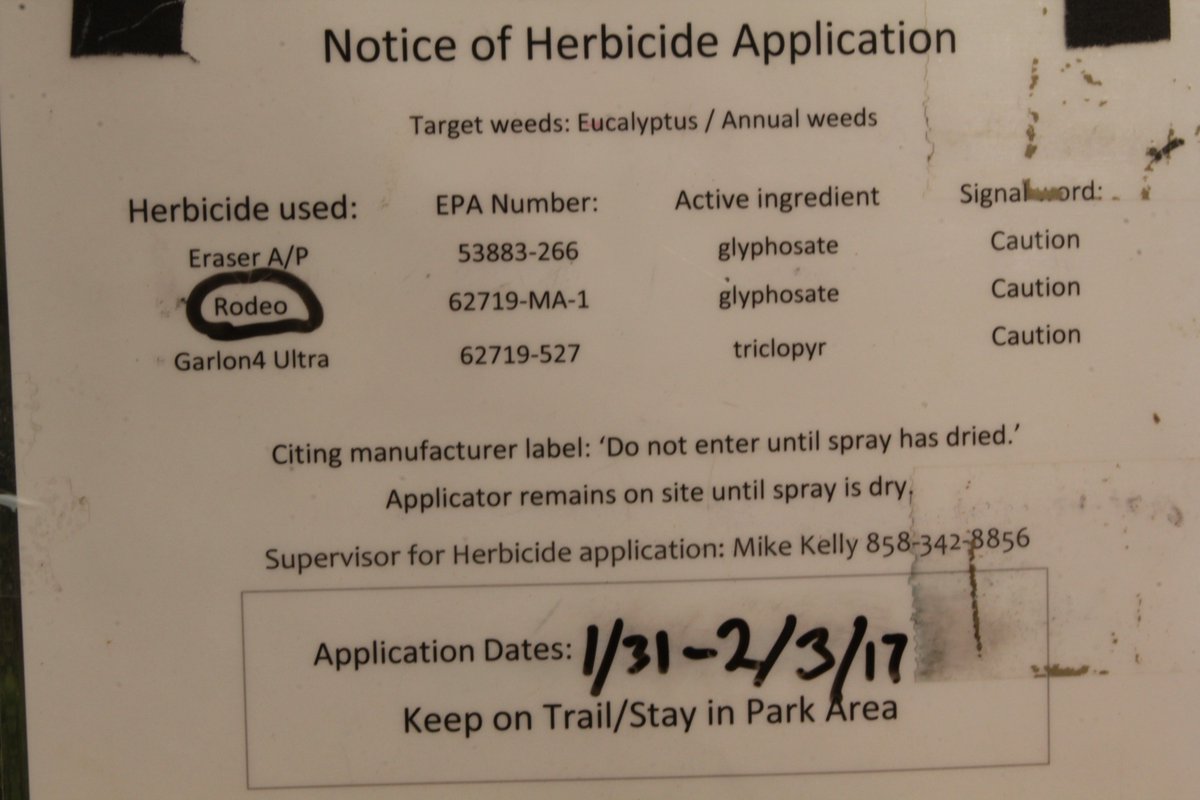 Notice of Herbicide Application
Target weeds: Eucalyptus / Annual weeds
Herbicide used: EPA Number: Active ingredient Signal word:
Eraser A/P 53883-266 glyphosate Caution
Rodeo 62719-MA-1 glyphosate Caution
Garlon4 Ultra 62719-527 triclopyr Caution
Citing manufacturer label: ‘Do not enter until spray has dried.’
Applicator remains on site until spray is dry.
Supervisor for Herbicide application: Mike Kelly 858-342-8856
Application Dates: 1/31-2/3/17
Keep on Trail/Stay in Park Area